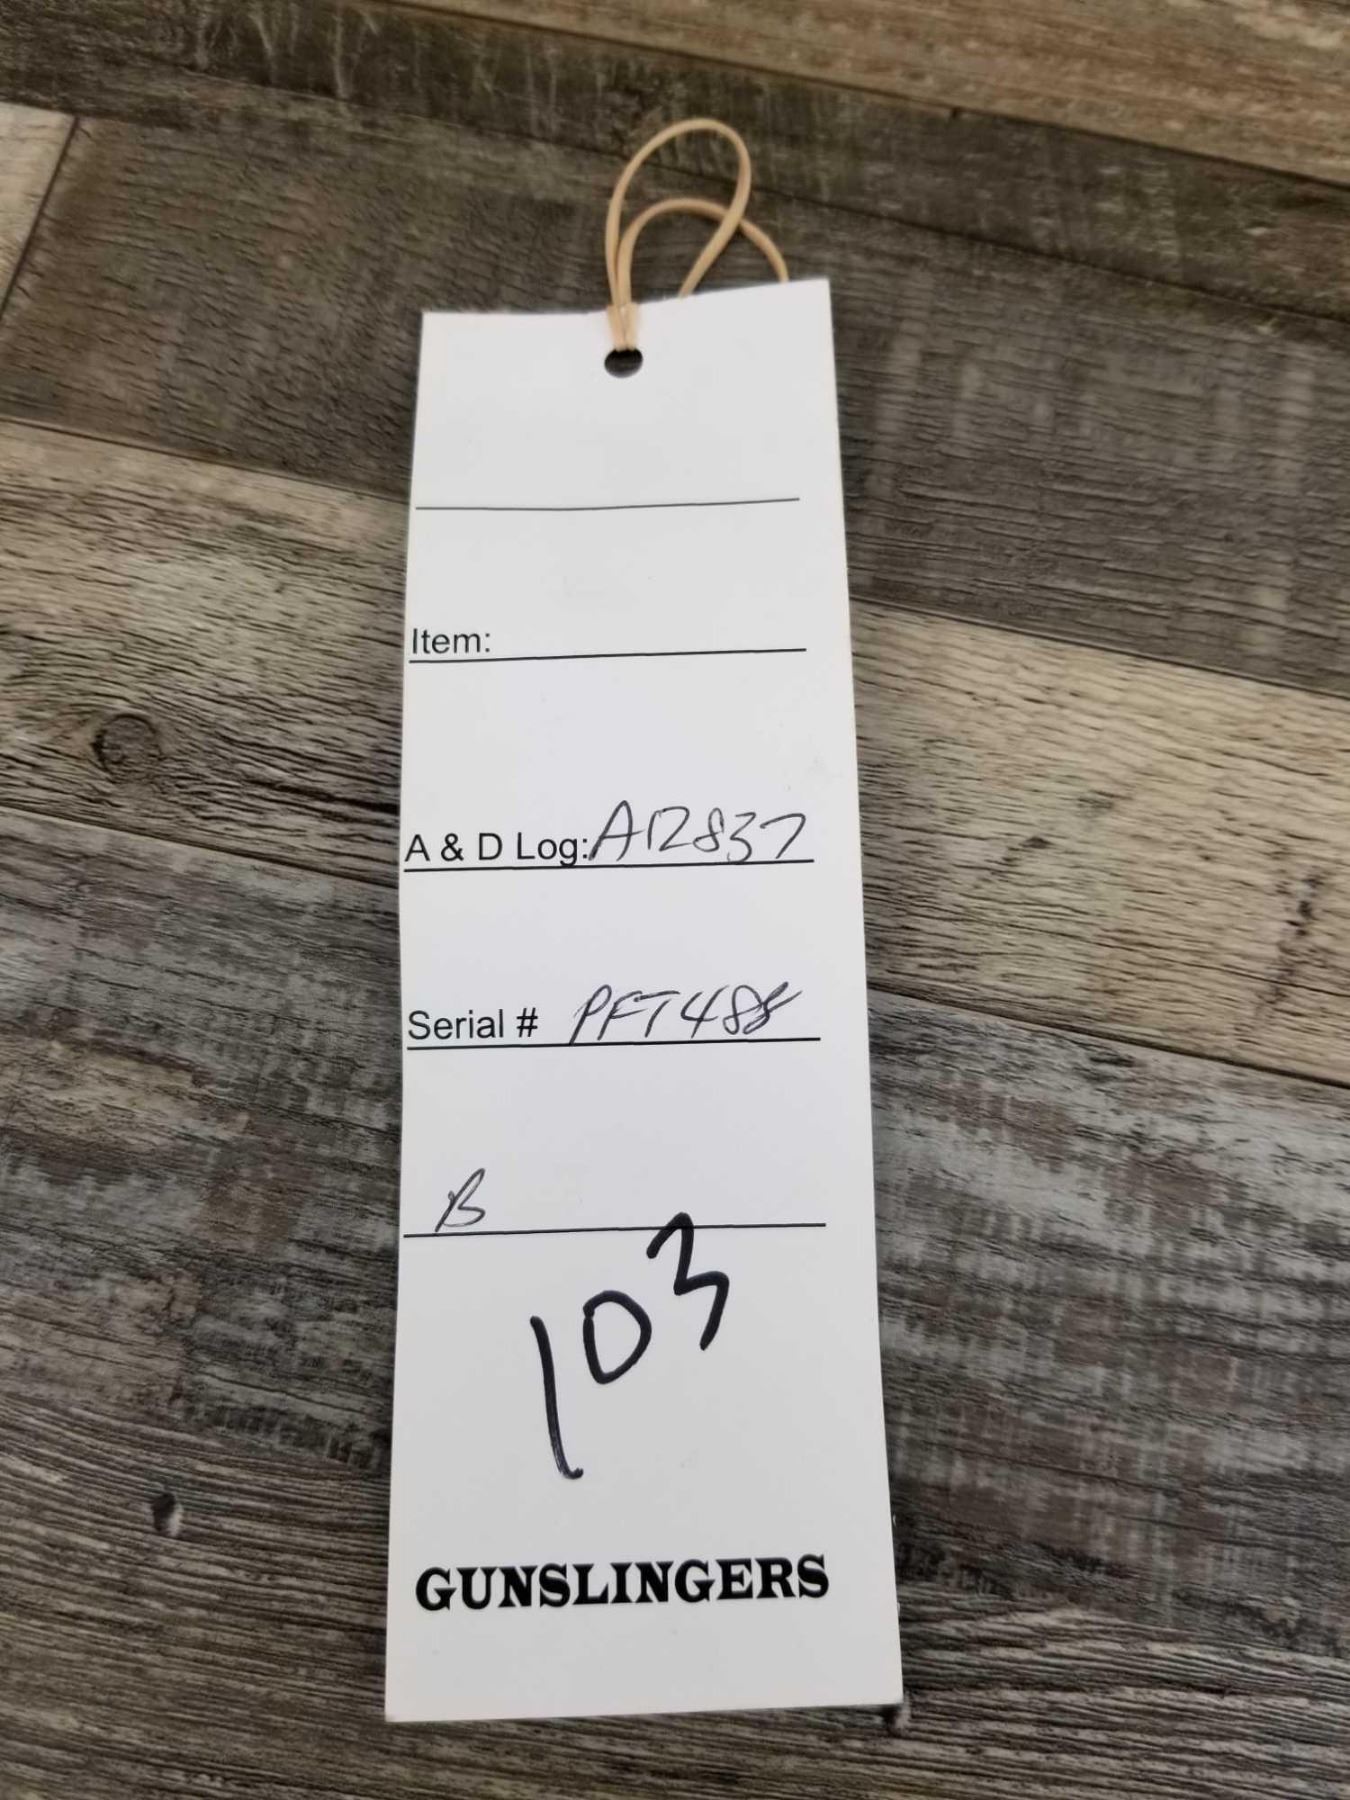 Item:
A & D Log: A12837
Serial # PFT488
B
103
GUNSLINGERS